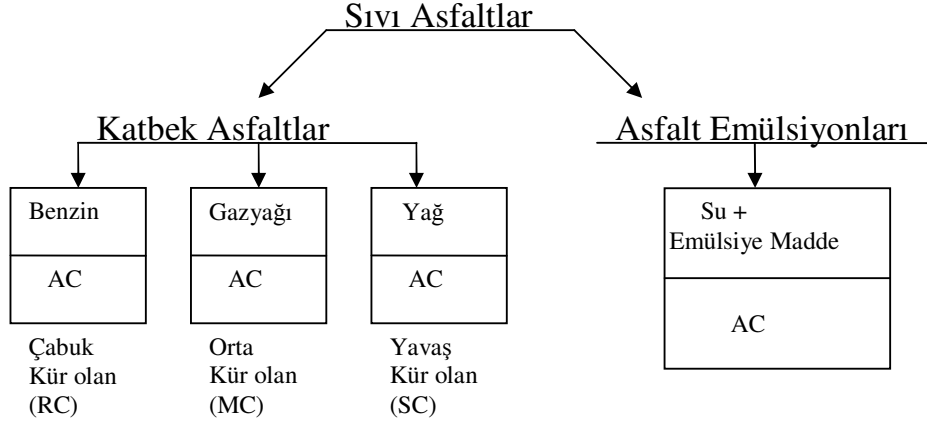 Sıvı Asfaltlar
Katbek Asfaltlar
Asfalt Emülsiyonları
Benzin
AC
Çabuk
Kür olan
(RC)
Gazyağı
AC
Orta
Kür olan
(MC)
Yağ
AC
Yavaş
Kür olan
(SC)
Su +
Emülsiye Madde
AC